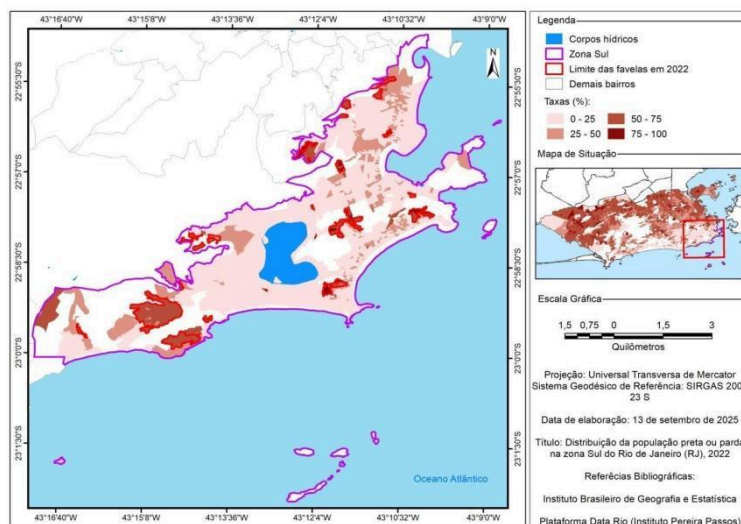 43°16'40"W 43°15'8"W 43°13'36"W 43°12'4"W 43°10'32"W 43°9'0"W
N
22°55'30"S 22°55'30"S
22°57'0"S 22°57'0"S
22°58'30"S 22°58'30"S
23°0'0"S 23°0'0"S
23°1'30"S 23°1'30"S
Oceano Atlântico
43°16'40"W 43°15'8"W 43°13'36"W 43°12'4"W 43°10'32"W 43°9'0"W
Legenda
Corpos hídricos
Zona Sul
Limite das favelas em 2022
Demais bairros
Taxas (%):
0 - 25 50 - 75
25 - 50 75 - 100
Mapa de Situação
Escala Gráfica
1,5 0,75 0 1,5 3
Quilômetros
Projeção: Universal Transversa de Mercator
Sistema Geodésico de Referência: SIRGAS 200
23 S
Data de elaboração: 13 de setembro de 2025
Título: Distribuição da população preta ou parda
na zona Sul do Rio de Janeiro (RJ), 2022
Referêcias Bibliográficas:
Instituto Brasileiro de Geografia e Estatística
Plataforma Data Rio (Instituto Pereira Passos)